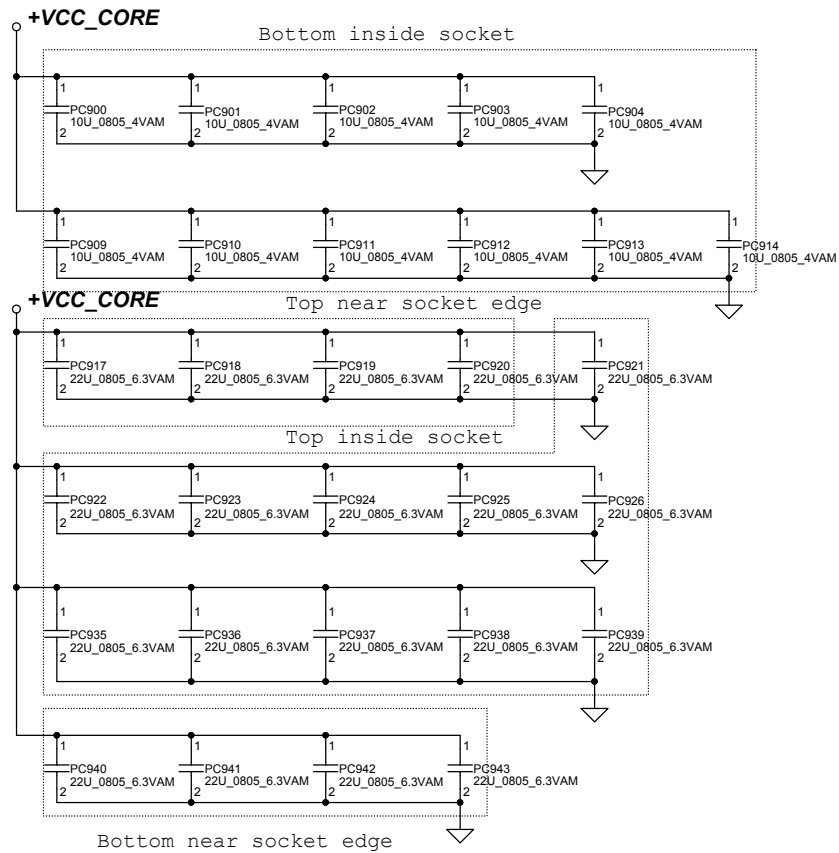 +VCC_CORE
Bottom inside socket
1 1 1 1 1
PC900 PC901 PC902 PC903 PC904
10U_0805_4VAM 10U_0805_4VAM 10U_0805_4VAM 10U_0805_4VAM 10U_0805_4VAM
2 2 2 2 2
1 1 1 1 1 1
PC909 PC910 PC911 PC912 PC913 PC914
10U_0805_4VAM 10U_0805_4VAM 10U_0805_4VAM 10U_0805_4VAM 10U_0805_4VAM 10U_0805_4VAM
2 2 2 2 2 2
+VCC_CORE
Top near socket edge
1 1 1 1 1
PC917 PC918 PC919 PC920 PC921
22U_0805_6.3VAM 22U_0805_6.3VAM 22U_0805_6.3VAM 22U_0805_6.3VAM 22U_0805_6.3VAM
2 2 2 2 2
Top inside socket
1 1 1 1 1
PC922 PC923 PC924 PC925 PC926
22U_0805_6.3VAM 22U_0805_6.3VAM 22U_0805_6.3VAM 22U_0805_6.3VAM 22U_0805_6.3VAM
2 2 2 2 2
1 1 1 1 1
PC935 PC936 PC937 PC938 PC939
22U_0805_6.3VAM 22U_0805_6.3VAM 22U_0805_6.3VAM 22U_0805_6.3VAM 22U_0805_6.3VAM
2 2 2 2 2
1 1 1 1
PC940 PC941 PC942 PC943
22U_0805_6.3VAM 22U_0805_6.3VAM 22U_0805_6.3VAM 22U_0805_6.3VAM
2 2 2 2
Bottom near socket edge